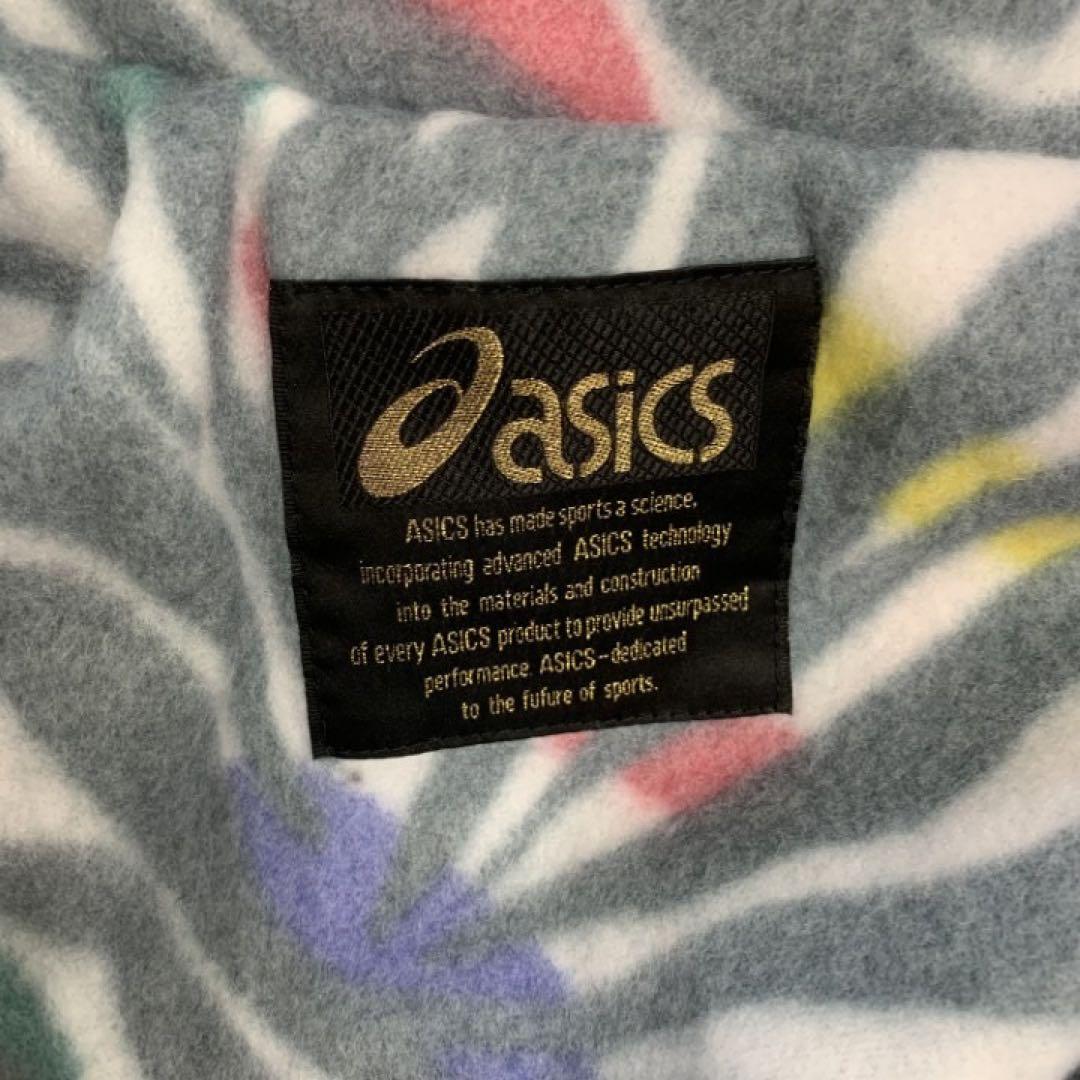 asics
ASICS has made sports a science,
incorporating advanced ASICS technology
into the materials and construction
of every ASICS product to provide unsurpassed
performance. ASICS-dedicated
to the fufure of sports.